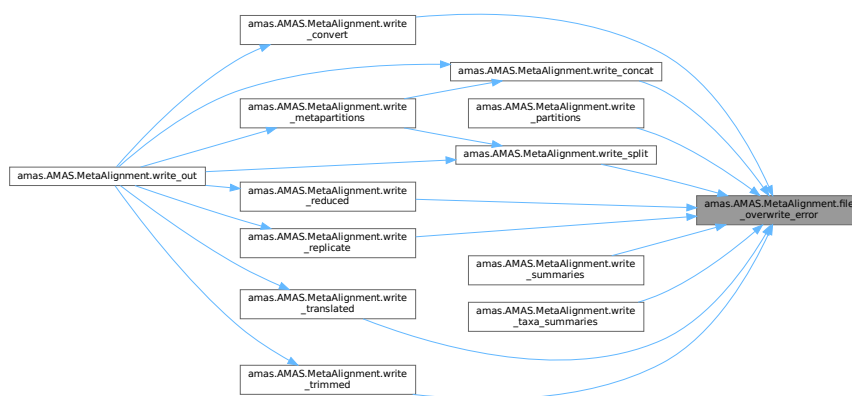 amas.AMAS.MetaAlignment.write
_convert
amas.AMAS.MetaAlignment.write_concat
amas.AMAS.MetaAlignment.write
_metapartitions
amas.AMAS.MetaAlignment.write
_partitions
amas.AMAS.MetaAlignment.write_split
amas.AMAS.MetaAlignment.write_out
amas.AMAS.MetaAlignment.write
_reduced
amas.AMAS.MetaAlignment.file
_overwrite_error
amas.AMAS.MetaAlignment.write
_replicate
amas.AMAS.MetaAlignment.write
_summaries
amas.AMAS.MetaAlignment.write
_translated
amas.AMAS.MetaAlignment.write
_taxa_summaries
amas.AMAS.MetaAlignment.write
_trimmed